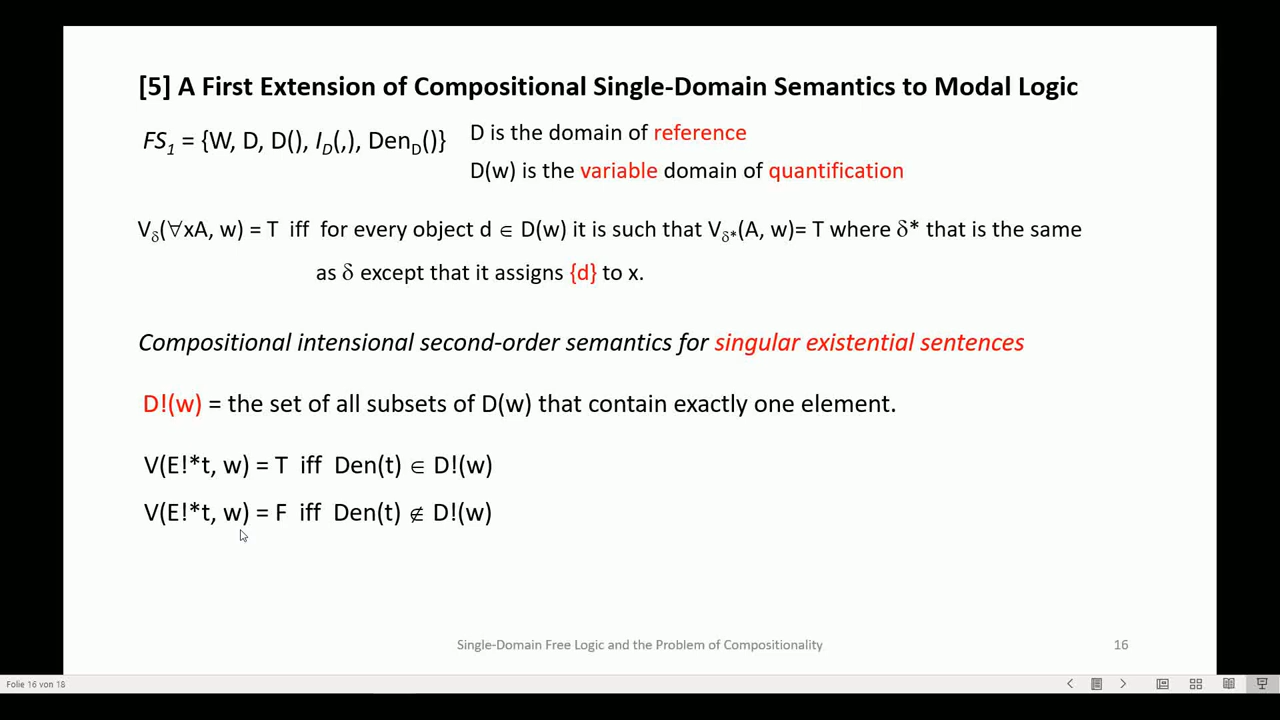 [5] A First Extension of Compositional Single-Domain Semantics to Modal Logic
FS₁ = {W, D, D(), I_D(,), Den_D()}
D is the domain of reference
D(w) is the variable domain of quantification
V_δ(∀xA, w) = T iff for every object d ∈ D(w) it is such that V_δ*(A, w)= T where δ* that is the same
as δ except that it assigns {d} to x.
Compositional intensional second-order semantics for singular existential sentences
D!(w) = the set of all subsets of D(w) that contain exactly one element.
V(E!*t, w) = T iff Den(t) ∈ D!(w)
V(E!*t, w) = F iff Den(t) ∉ D!(w)
Single-Domain Free Logic and the Problem of Compositionality
16
Folie 16 von 18